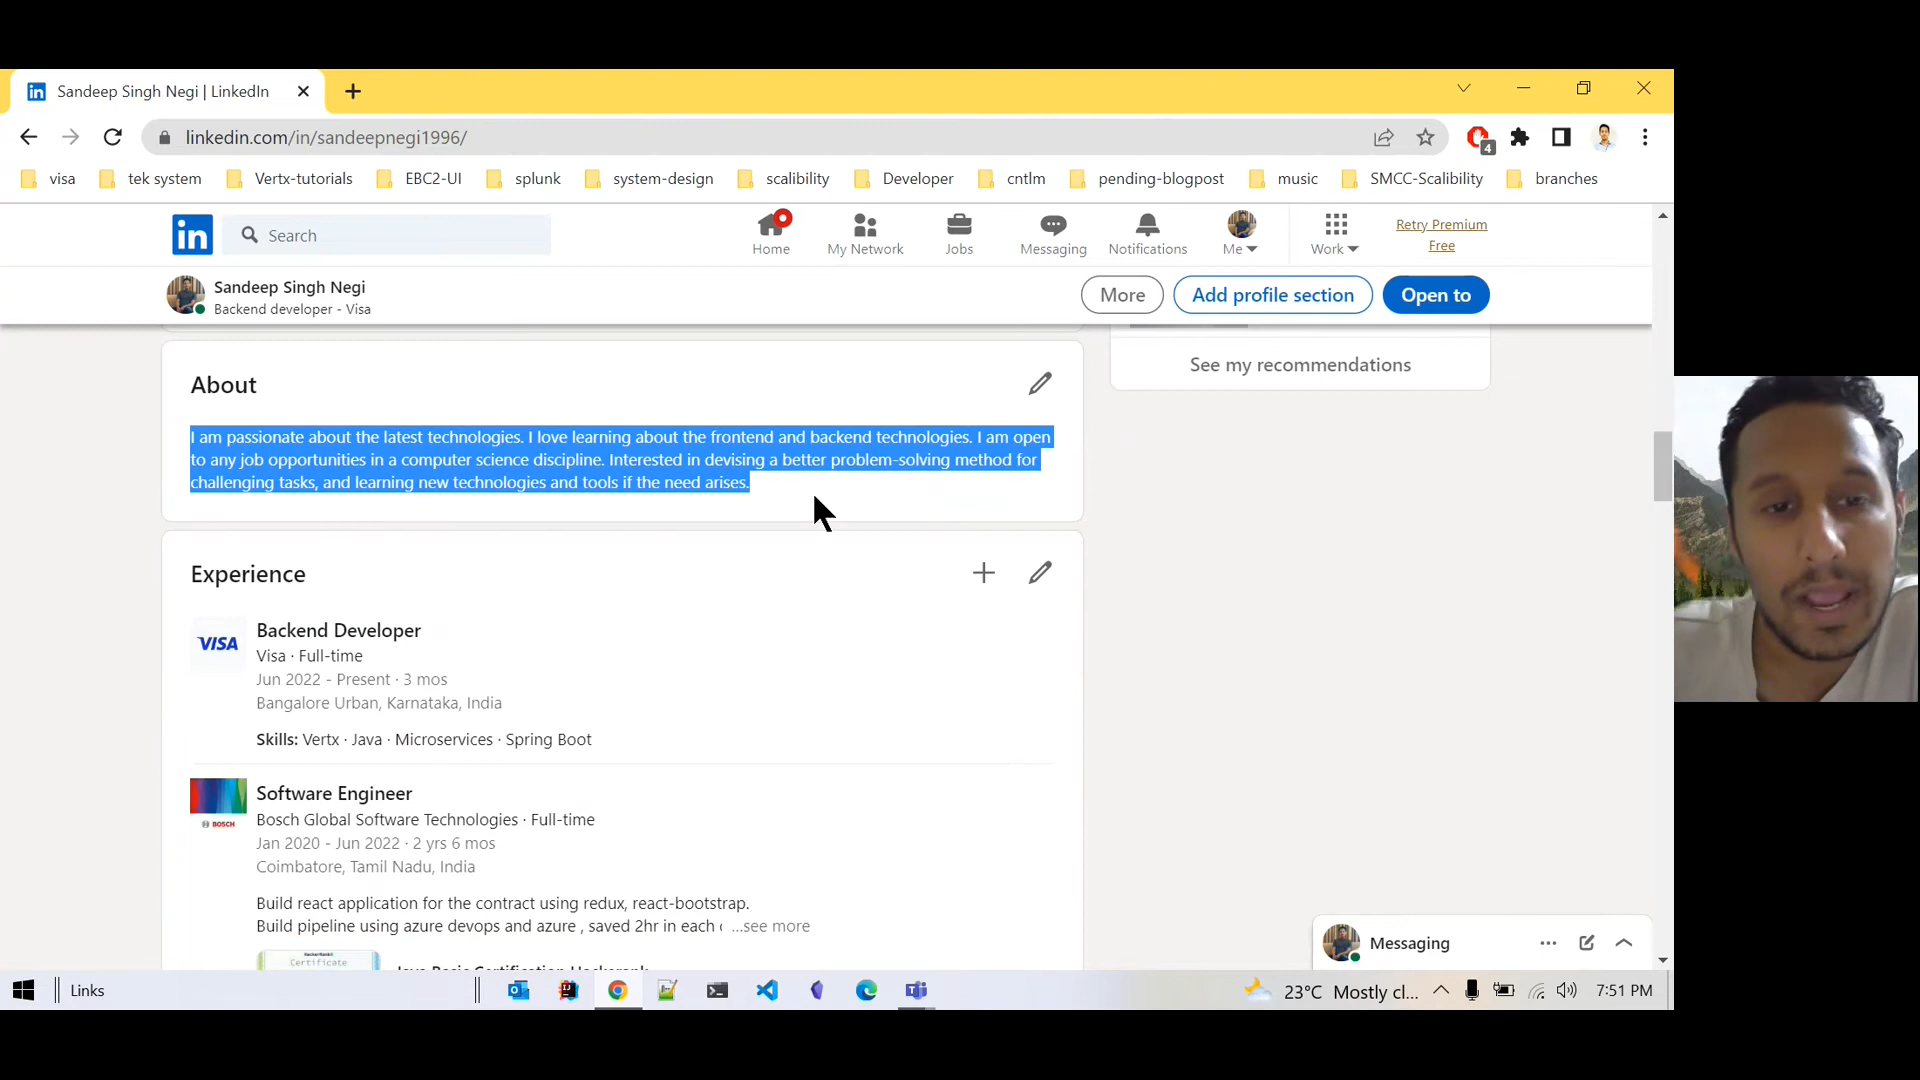 Sandeep Singh Negi | LinkedIn
linkedin.com/in/sandeepnegi1996/
4
visa
tek system
Vertx-tutorials
EBC2-UI
splunk
system-design
scalibility
Developer
cntlm
pending-blogpost
music
SMCC-Scalibility
branches
in
Search
Home
My Network
Jobs
Messaging
Notifications
Me
Work
Retry Premium
Free
Sandeep Singh Negi
Backend developer - Visa
More
Add profile section
Open to
See my recommendations
About
I am passionate about the latest technologies. I love learning about the frontend and backend technologies. I am open
to any job opportunities in a computer science discipline. Interested in devising a better problem-solving method for
challenging tasks, and learning new technologies and tools if the need arises.
Experience
VISA
Backend Developer
Visa · Full-time
Jun 2022 - Present · 3 mos
Bangalore Urban, Karnataka, India
Skills: Vertx · Java · Microservices · Spring Boot
BOSCH
Software Engineer
Bosch Global Software Technologies · Full-time
Jan 2020 - Jun 2022 · 2 yrs 6 mos
Coimbatore, Tamil Nadu, India
Build react application for the contract using redux, react-bootstrap.
Build pipeline using azure devops and azure , saved 2hr in each ...see more
Certificate
Java Basic Certification Hackerrank
Messaging
Links
23°C Mostly cl...
7:51 PM